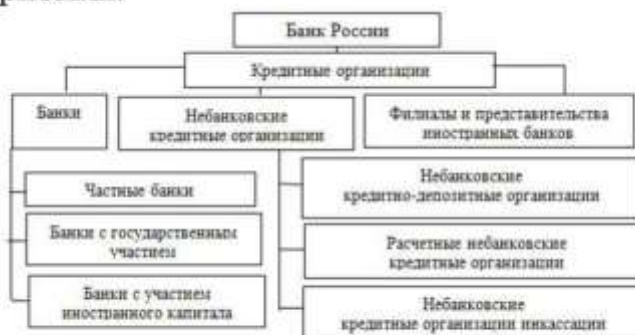 Банк России
Кредитные организации
Банки
Небанковские
кредитные организации
Филиалы и представительства
иностранных банков
Частные банки
Банки с государственным
участием
Банки с участием
иностранного капитала
Небанковские
кредитно-депозитные организации
Расчетные небанковские
кредитные организации
Небанковские
кредитные организации инкассации